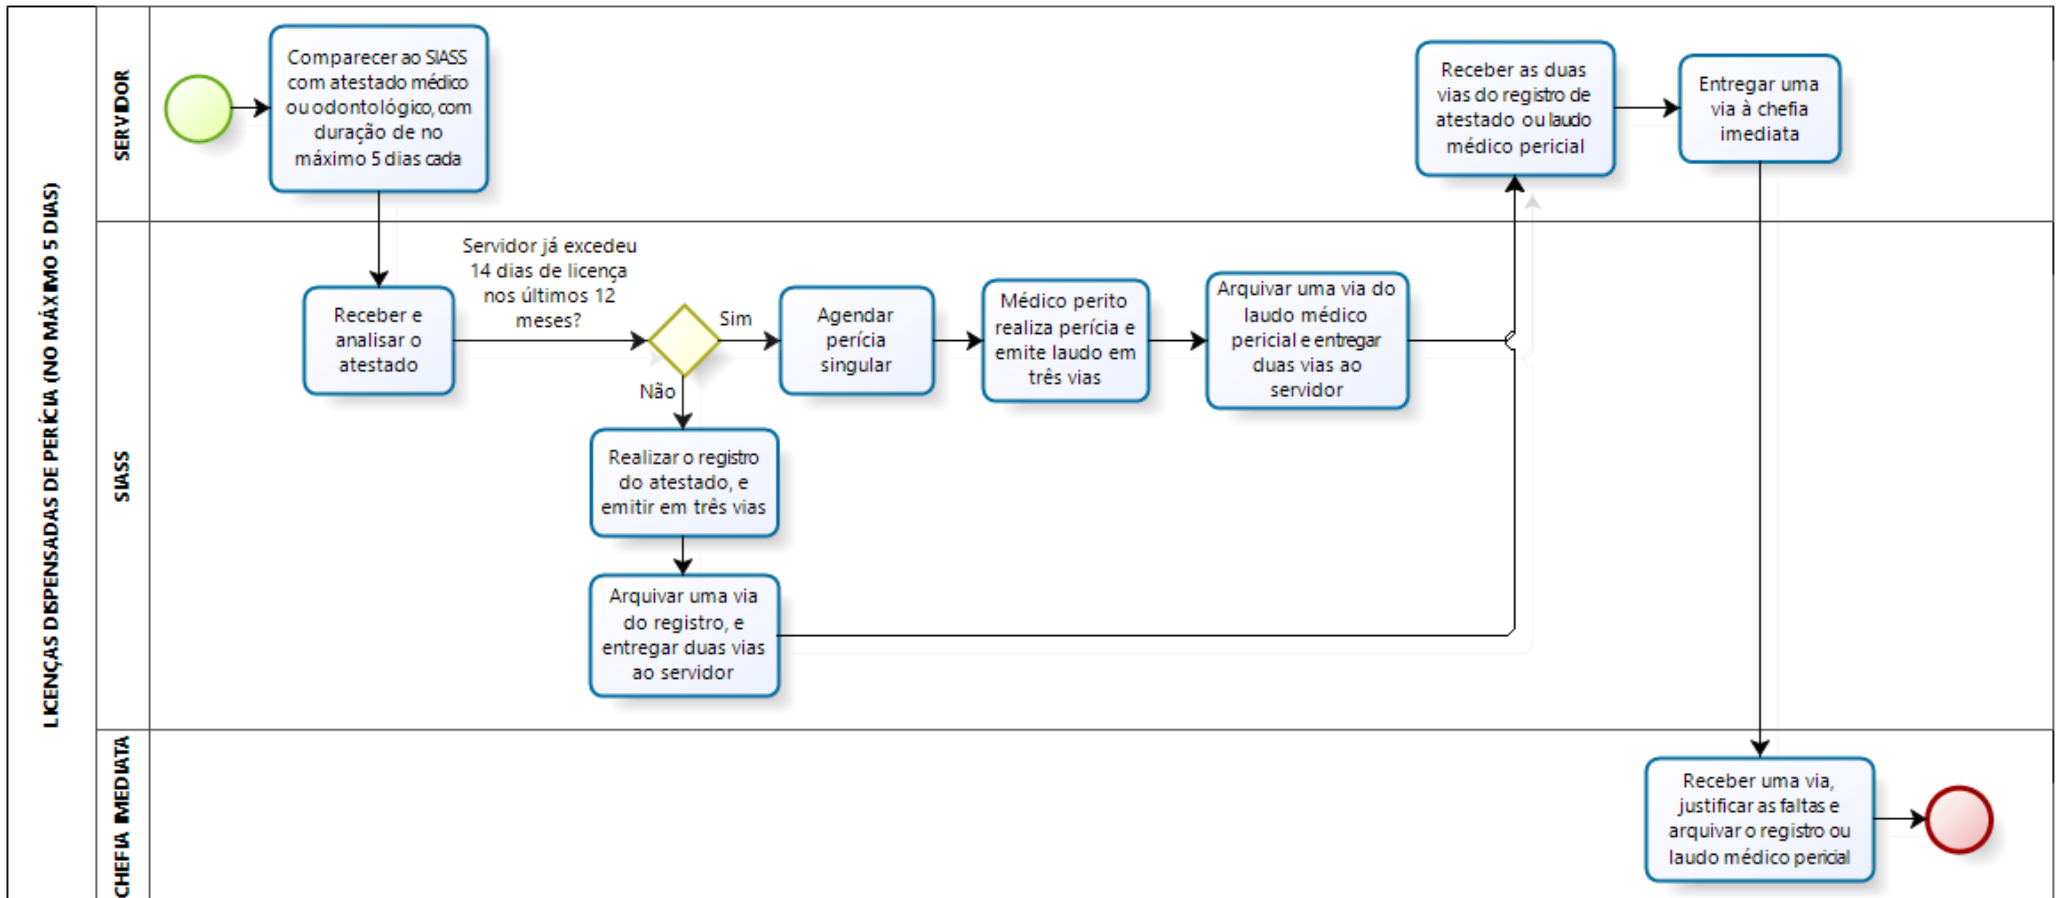 LICENÇAS DISPENSADAS DE PERÍCIA (NO MÁXIMO 5 DIAS)
SERVIDOR
Comparecer ao SIASS
com atestado médico
ou odontológico, com
duração de no
máximo 5 dias cada
Receber as duas
vias do registro de
atestado ou laudo
médico pericial
Entregar uma
via à chefia
imediata
SIASS
Receber e
analisar o
atestado
Servidor já excedeu
14 dias de licença
nos últimos 12
meses?
Sim
Não
Agendar
perícia
singular
Médico perito
realiza perícia e
emite laudo em
três vias
Arquivar uma via do
laudo médico
pericial e entregar
duas vias ao
servidor
Realizar o registro
do atestado, e
emitir em três vias
Arquivar uma via
do registro, e
entregar duas vias
ao servidor
CHEFIA IMEDIATA
Receber uma via,
justificar as faltas e
arquivar o registro ou
laudo médico pericial